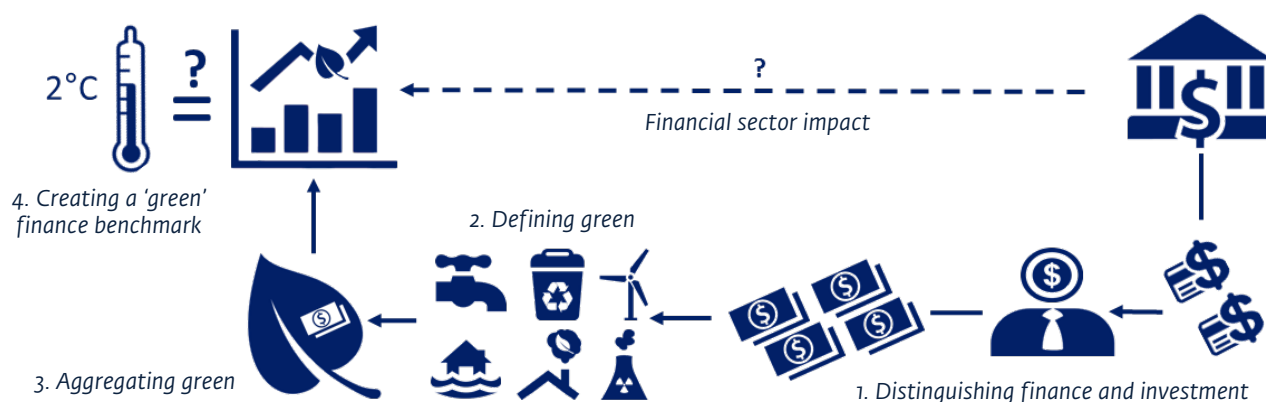 2°C
?
=
?
Financial sector impact
4. Creating a ‘green’
finance benchmark
2. Defining green
3. Aggregating green
1. Distinguishing finance and investment